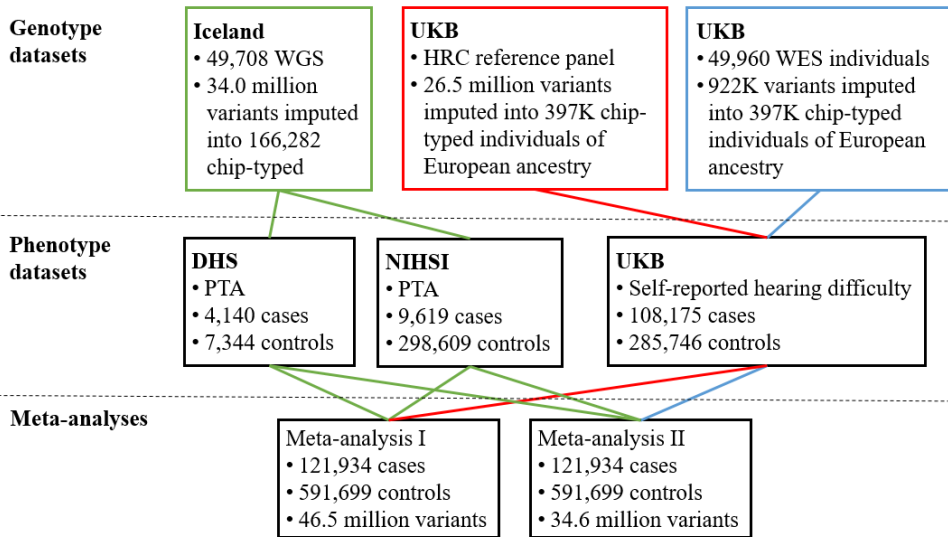 Genotype
datasets
Iceland
• 49,708 WGS
• 34.0 million
variants imputed
into 166,282
chip-typed
UKB
• HRC reference panel
• 26.5 million variants
imputed into 397K chip-
typed individuals of
European ancestry
UKB
• 49,960 WES individuals
• 922K variants imputed
into 397K chip-typed
individuals of European
ancestry
Phenotype
datasets
DHS
• PTA
• 4,140 cases
• 7,344 controls
NIHSI
• PTA
• 9,619 cases
• 298,609 controls
UKB
• Self-reported hearing difficulty
• 108,175 cases
• 285,746 controls
Meta-analyses
Meta-analysis I
• 121,934 cases
• 591,699 controls
• 46.5 million variants
Meta-analysis II
• 121,934 cases
• 591,699 controls
• 34.6 million variants